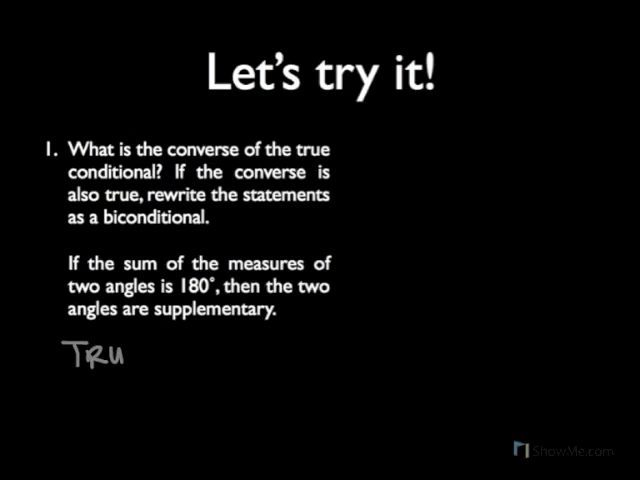 Let's try it!
1. What is the converse of the true
conditional? If the converse is
also true, rewrite the statements
as a biconditional.
If the sum of the measures of
two angles is 180°, then the two
angles are supplementary.
TRU
ShowMe.com